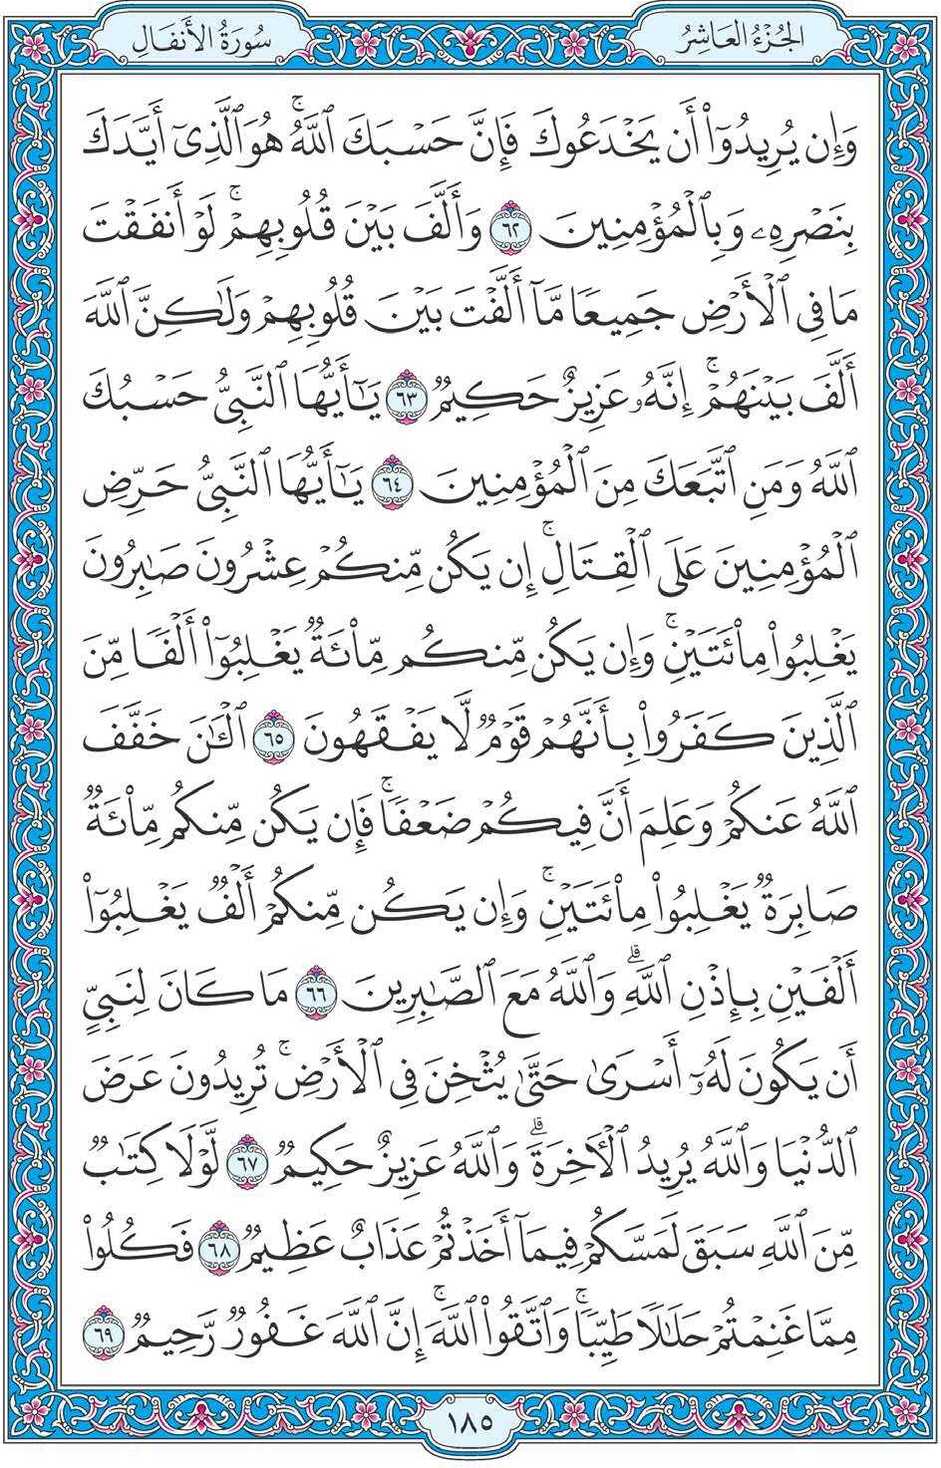 الجُزْءُ العَاشِرُ
سُورَةُ الأَنفَالِ
وَإِن يُرِيدُوٓا۟ أَن يَخْدَعُوكَ فَإِنَّ حَسْبَكَ ٱللَّهُ ۚ هُوَ ٱلَّذِىٓ أَيَّدَكَ
بِنَصْرِهِۦ وَبِٱلْمُؤْمِنِينَ ٦٢ وَأَلَّفَ بَيْنَ قُلُوبِهِمْ ۚ لَوْ أَنفَقْتَ
مَا فِى ٱلْأَرْضِ جَمِيعًا مَّآ أَلَّفْتَ بَيْنَ قُلُوبِهِمْ وَلَـٰكِنَّ ٱللَّهَ
أَلَّفَ بَيْنَهُمْ ۚ إِنَّهُۥ عَزِيزٌ حَكِيمٌ ٦٣ يَـٰٓأَيُّهَا ٱلنَّبِىُّ حَسْبُكَ
ٱللَّهُ وَمَنِ ٱتَّبَعَكَ مِنَ ٱلْمُؤْمِنِينَ ٦٤ يَـٰٓأَيُّهَا ٱلنَّبِىُّ حَرِّضِ
ٱلْمُؤْمِنِينَ عَلَى ٱلْقِتَالِ ۚ إِن يَكُن مِّنكُمْ عِشْرُونَ صَـٰبِرُونَ
يَغْلِبُوا۟ مِا۟ئَتَيْنِ ۚ وَإِن يَكُن مِّنكُم مِّا۟ئَةٌ يَغْلِبُوٓا۟ أَلْفًا مِّنَ
ٱلَّذِينَ كَفَرُوا۟ بِأَنَّهُمْ قَوْمٌ لَّا يَفْقَهُونَ ٦٥ ٱلْـَٔـٰنَ خَفَّفَ
ٱللَّهُ عَنكُمْ وَعَلِمَ أَنَّ فِيكُمْ ضَعْفًا ۚ فَإِن يَكُن مِّنكُم مِّا۟ئَةٌ
صَابِرَةٌ يَغْلِبُوا۟ مِا۟ئَتَيْنِ ۚ وَإِن يَكُن مِّنكُمْ أَلْفٌ يَغْلِبُوٓا۟
أَلْفَيْنِ بِإِذْنِ ٱللَّهِ ۗ وَٱللَّهُ مَعَ ٱلصَّـٰبِرِينَ ٦٦ مَا كَانَ لِنَبِىٍّ
أَن يَكُونَ لَهُۥٓ أَسْرَىٰ حَتَّىٰ يُثْخِنَ فِى ٱلْأَرْضِ ۚ تُرِيدُونَ عَرَضَ
ٱلدُّنْيَا وَٱللَّهُ يُرِيدُ ٱلْـَٔاخِرَةَ ۗ وَٱللَّهُ عَزِيزٌ حَكِيمٌ ٦٧ لَّوْلَا كِتَـٰبٌ
مِّنَ ٱللَّهِ سَبَقَ لَمَسَّكُمْ فِيمَآ أَخَذْتُمْ عَذَابٌ عَظِيمٌ ٦٨ فَكُلُوا۟
مِمَّا غَنِمْتُمْ حَلَـٰلًا طَيِّبًا ۚ وَٱتَّقُوا۟ ٱللَّهَ ۚ إِنَّ ٱللَّهَ غَفُورٌ رَّحِيمٌ ٦٩
١٨٥